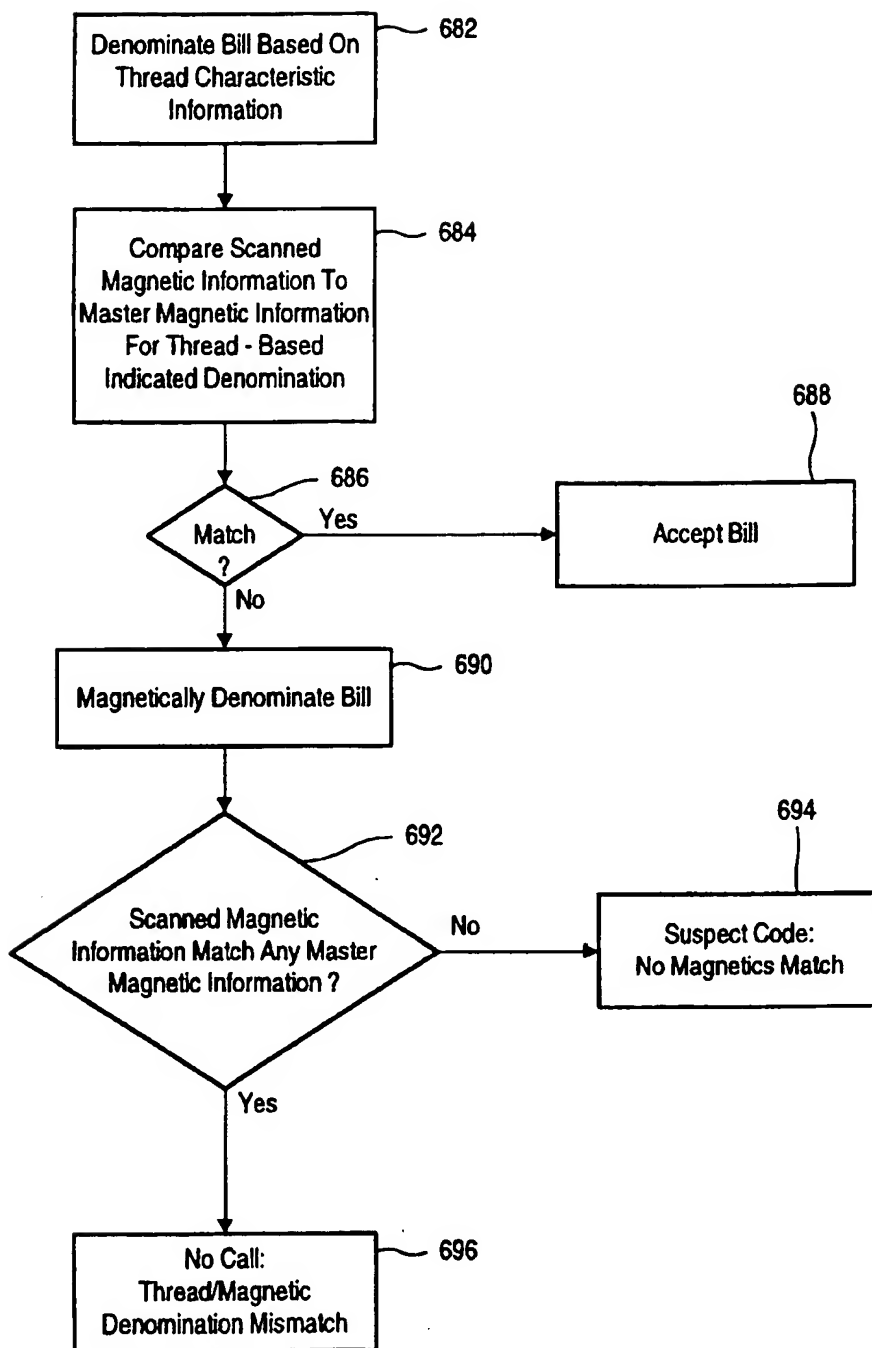 Denominate Bill Based On
Thread Characteristic
Information
682
Compare Scanned
Magnetic Information To
Master Magnetic Information
For Thread - Based
Indicated Denomination
684
Match
?
686
Yes
No
Accept Bill
688
Magnetically Denominate Bill
690
Scanned Magnetic
Information Match Any Master
Magnetic Information ?
692
No
Yes
Suspect Code:
No Magnetics Match
694
No Call:
Thread/Magnetic
Denomination Mismatch
696